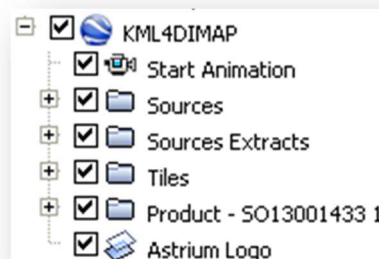 KML4DIMAP
Start Animation
Sources
Sources Extracts
Tiles
Product - SO13001433 1
Astrium Logo